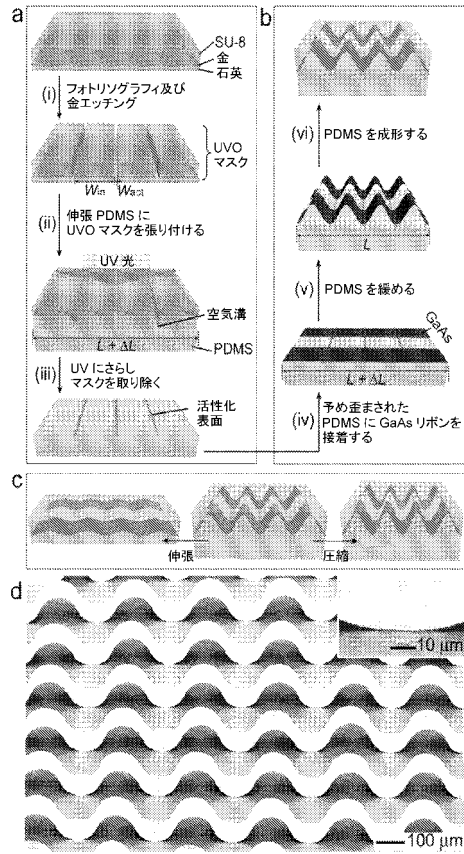 a
SU-8
金
石英
(i)
フォトリソグラフィ及び
金エッチング
UVO
マスク
Win
Wact
(ii)
伸張 PDMS に
UVO マスクを張り付ける
UV 光
空気溝
L + ΔL
PDMS
(iii)
UV にさらし
マスクを取り除く
活性化
表面
b
(vi)
PDMS を成形する
L
(v)
PDMS を緩める
GaAs
L + ΔL
(iv)
予め歪まされた
PDMS に GaAs リボンを
接着する
c
伸張
圧縮
d
10 μm
100 μm